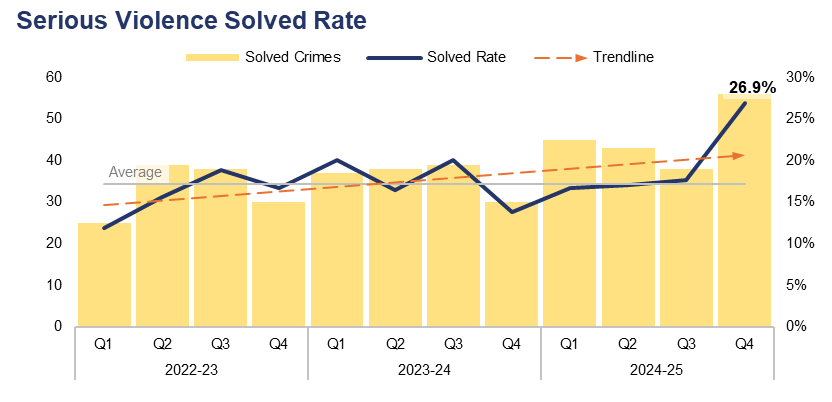 Serious Violence Solved Rate
Solved Crimes Solved Rate Trendline
60 30%
26.9%
50 25%
40 20%
Average
30 15%
20 10%
10 5%
0 0%
Q1 Q2 Q3 Q4 Q1 Q2 Q3 Q4 Q1 Q2 Q3 Q4
2022-23 2023-24 2024-25